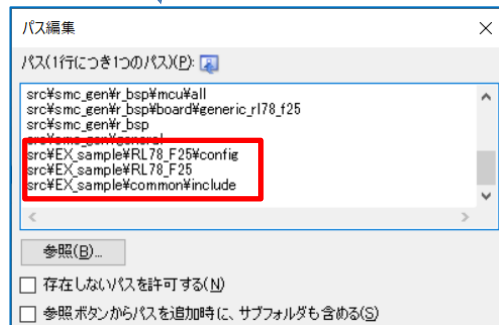 パス編集
パス(1行につき1つのパス)(P):
src¥smc_gen¥r_bsp¥mcu¥all
src¥smc_gen¥r_bsp¥board¥generic_rl78_f25
src¥smc_gen¥r_bsp
src¥smc_gen¥general
src¥EX_sample¥RL78_F25¥config
src¥EX_sample¥RL78_F25
src¥EX_sample¥common¥include
参照(B)...
存在しないパスを許可する(N)
参照ボタンからパスを追加時に、サブフォルダも含める(S)